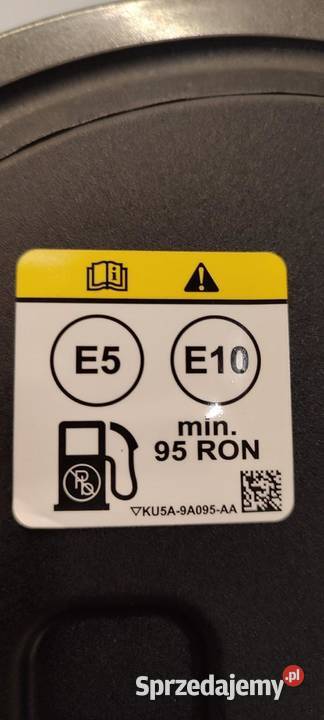 E5 E10
min.
95 RON
Pb
KU5A-9A095-AA
Sprzedajemy.pl